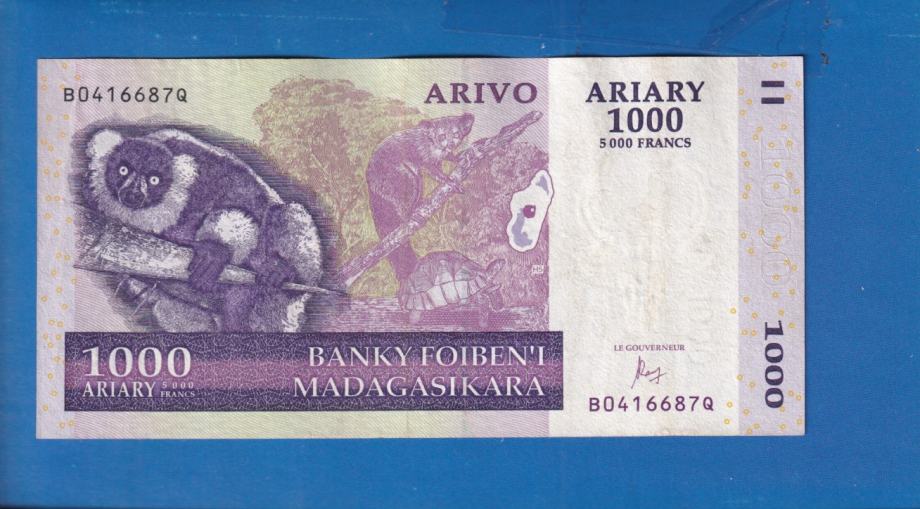 B0416687Q
ARIVO
ARIARY
1000
5 000 FRANCS
1000
ARIARY 5 000
FRANCS
BANKY FOIBEN'I
MADAGASIKARA
LE GOUVERNEUR
B0416687Q
1000
1000